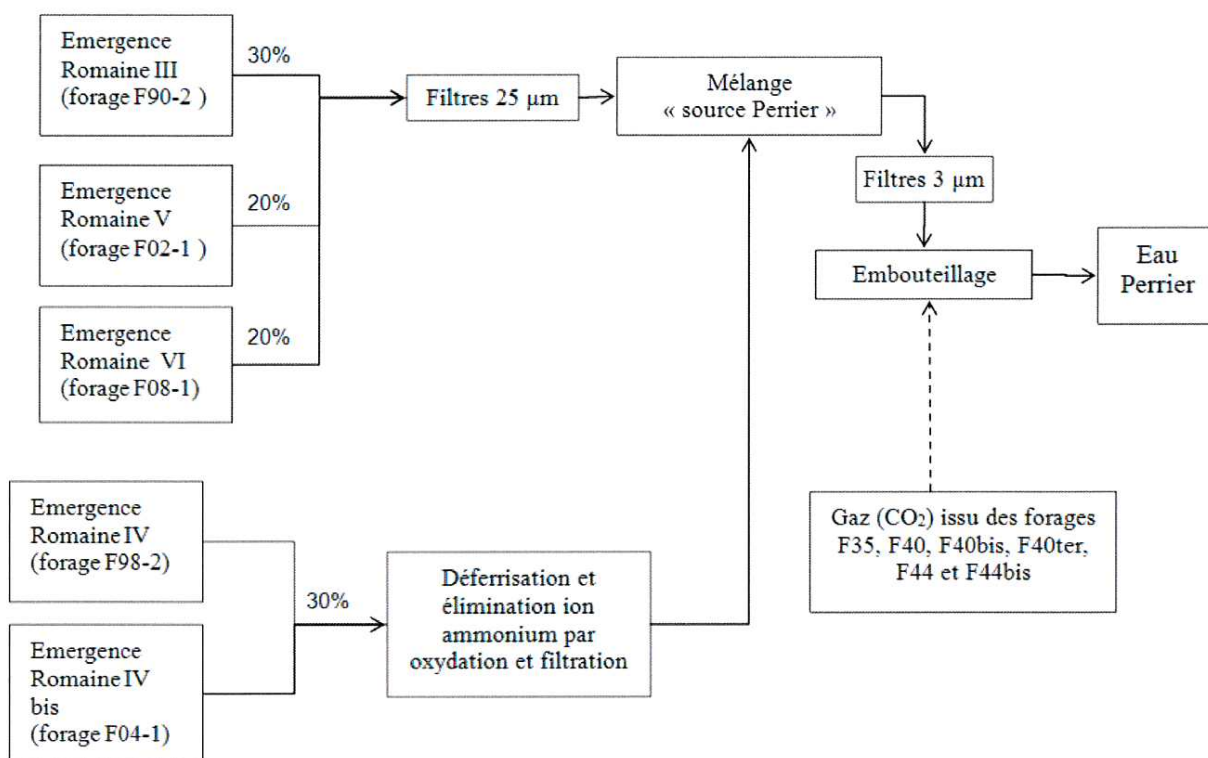 Emergence
Romaine III
(forage F90-2 )
30%
Filtres 25 µm
Mélange
« source Perrier »
Filtres 3 µm
Emergence
Romaine V
(forage F02-1 )
20%
Embouteillage
Eau
Perrier
Emergence
Romaine VI
(forage F08-1)
20%
Emergence
Romaine IV
(forage F98-2)
30%
Déferrisation et
élimination ion
ammonium par
oxydation et filtration
Gaz (CO₂) issu des forages
F35, F40, F40bis, F40ter,
F44 et F44bis
Emergence
Romaine IV
bis
(forage F04-1)